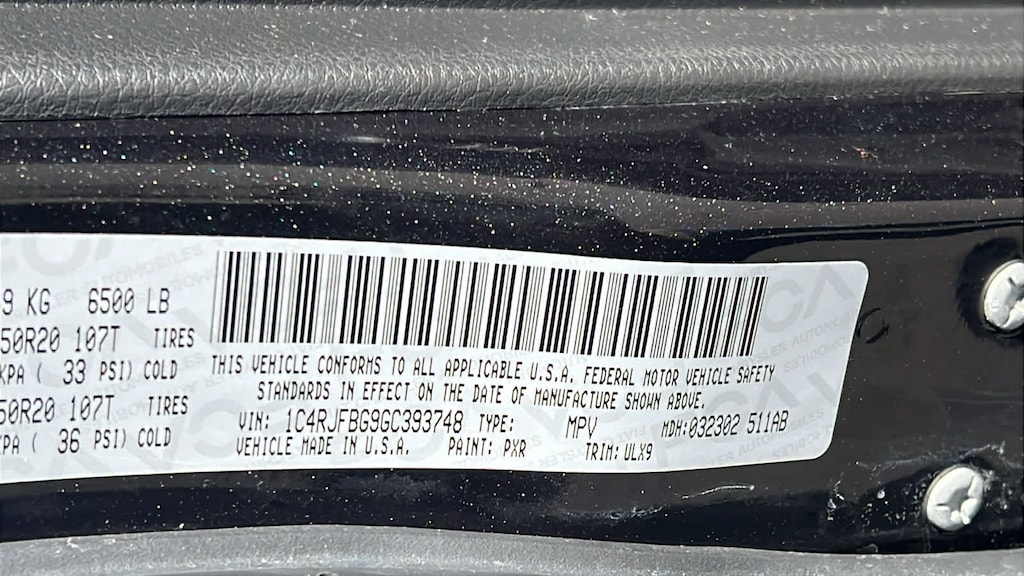 9 KG 6500 LB
50R20 107T TIRES
KPA ( 33 PSI) COLD
50R20 107T TIRES
KPA ( 36 PSI) COLD
THIS VEHICLE CONFORMS TO ALL APPLICABLE U.S.A. FEDERAL MOTOR VEHICLE SAFETY
STANDARDS IN EFFECT ON THE DATE OF MANUFACTURE SHOWN ABOVE.
VIN: 1C4RJFBG9GC393748 TYPE: MPV MDH:032302 511AB
VEHICLE MADE IN U.S.A. PAINT: PXR TRIM: ULX9